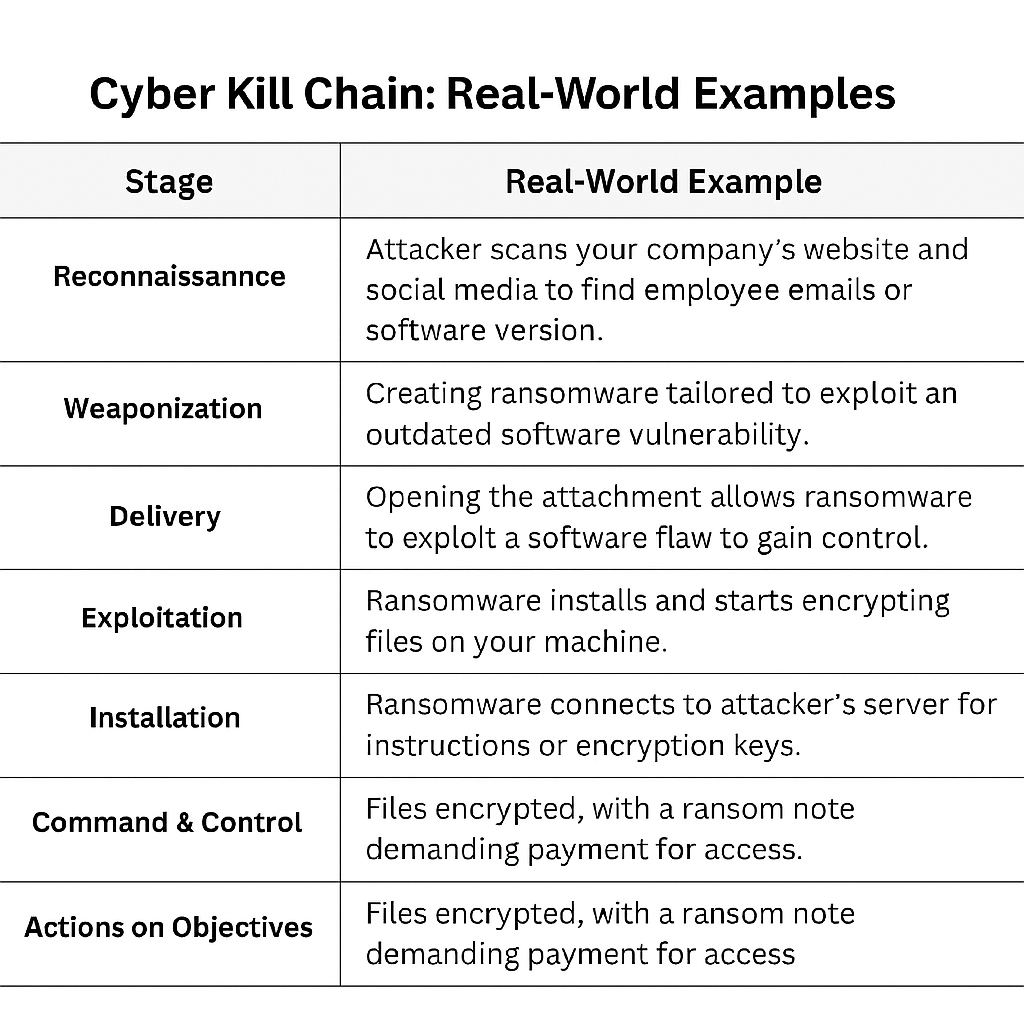 Cyber Kill Chain: Real-World Examples
Stage
Real-World Example
Reconnaissannce
Attacker scans your company’s website and
social media to find employee emails or
software version.
Weaponization
Creating ransomware tailored to exploit an
outdated software vulnerability.
Delivery
Opening the attachment allows ransomware
to explolt a software flaw to gain control.
Exploitation
Ransomware installs and starts encrypting
files on your machine.
Installation
Ransomware connects to attacker’s server for
instructions or encryption keys.
Command & Control
Files encrypted, with a ransom note
demanding payment for access.
Actions on Objectives
Files encrypted, with a ransom note
demanding payment for access